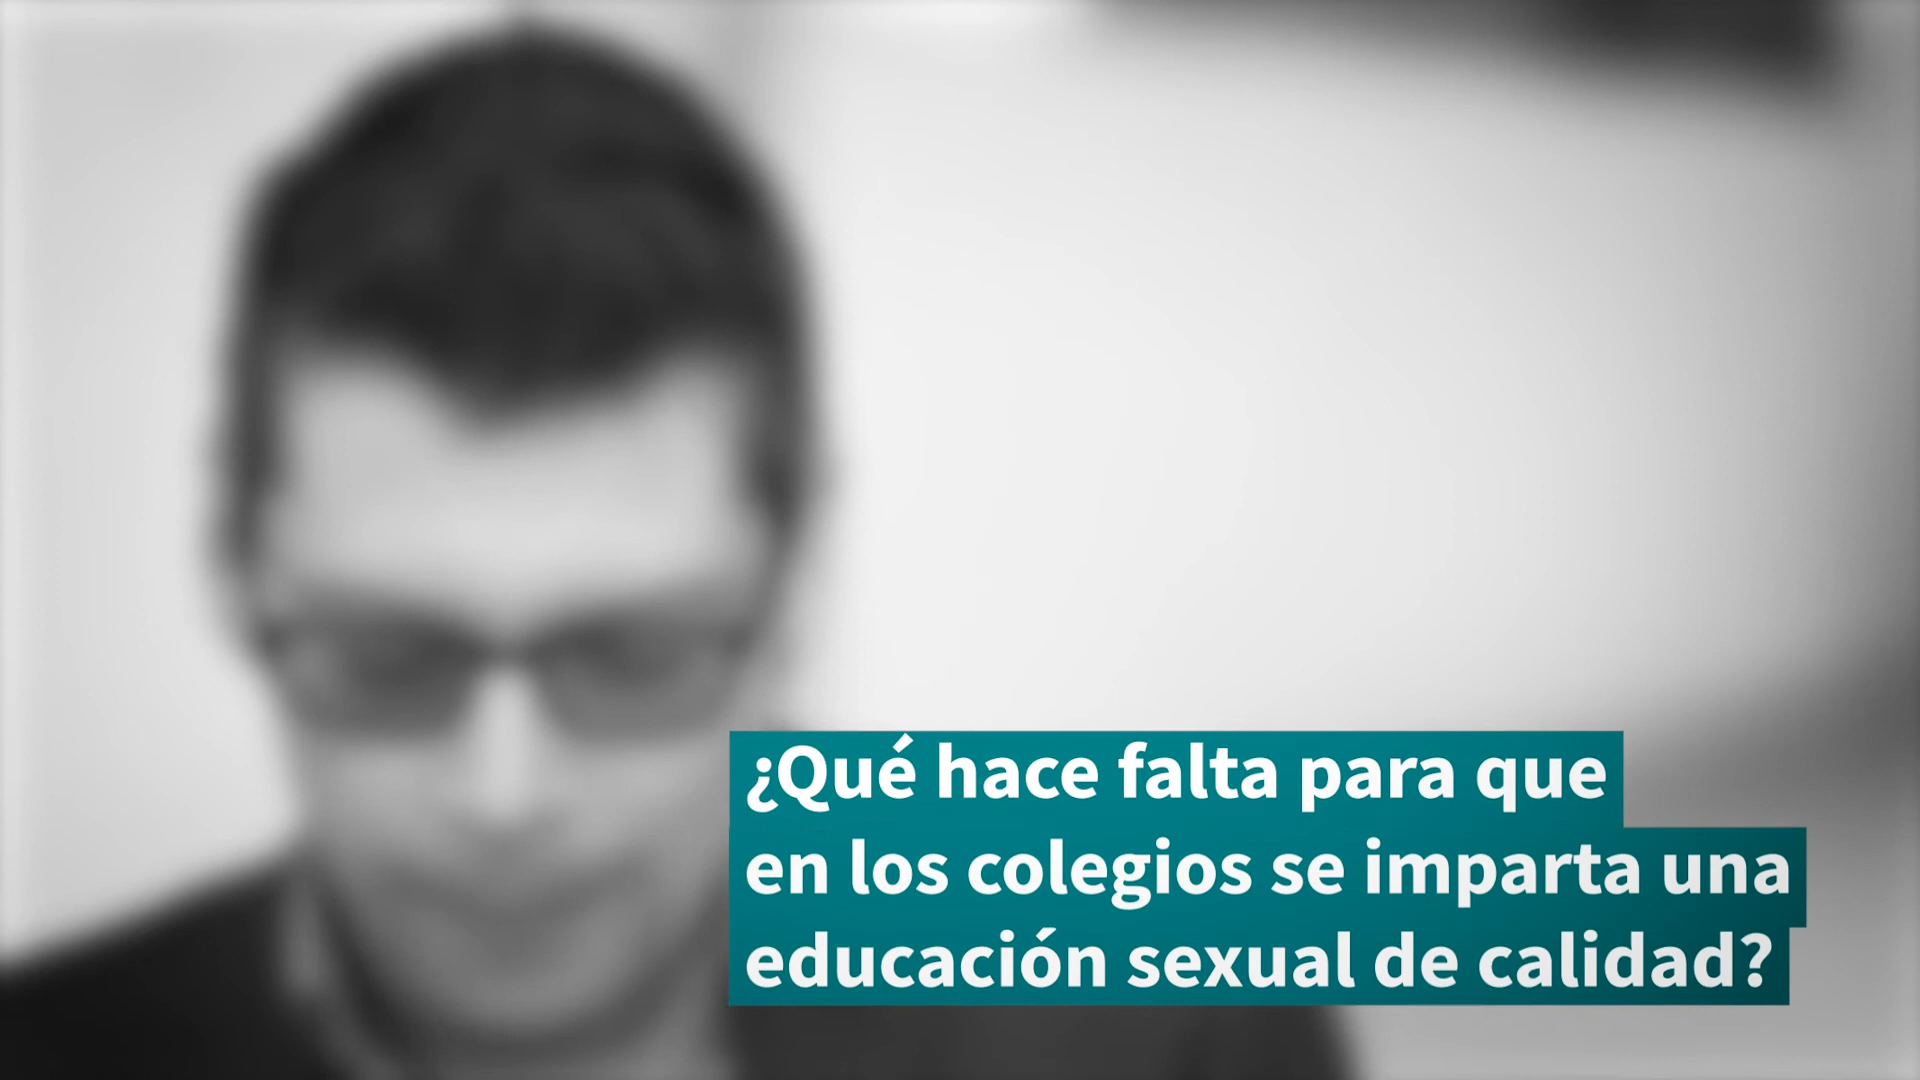 ¿Qué hace falta para que
en los colegios se imparta una
educación sexual de calidad?